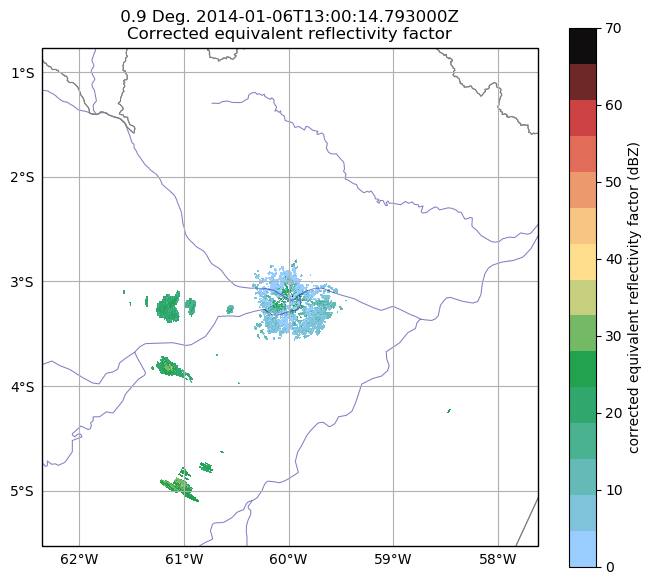 0.9 Deg. 2014-01-06T13:00:14.793000Z
Corrected equivalent reflectivity factor
1°S
2°S
3°S
4°S
5°S
62°W
61°W
60°W
59°W
58°W
70
60
50
40
30
20
10
0
corrected equivalent reflectivity factor (dBZ)